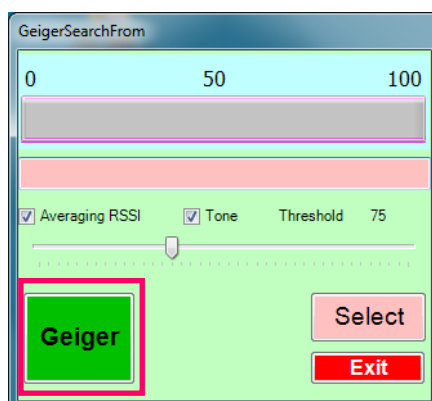 GeigerSearchFrom
0 50 100
Averaging RSSI Tone Threshold 75
Geiger
Select
Exit